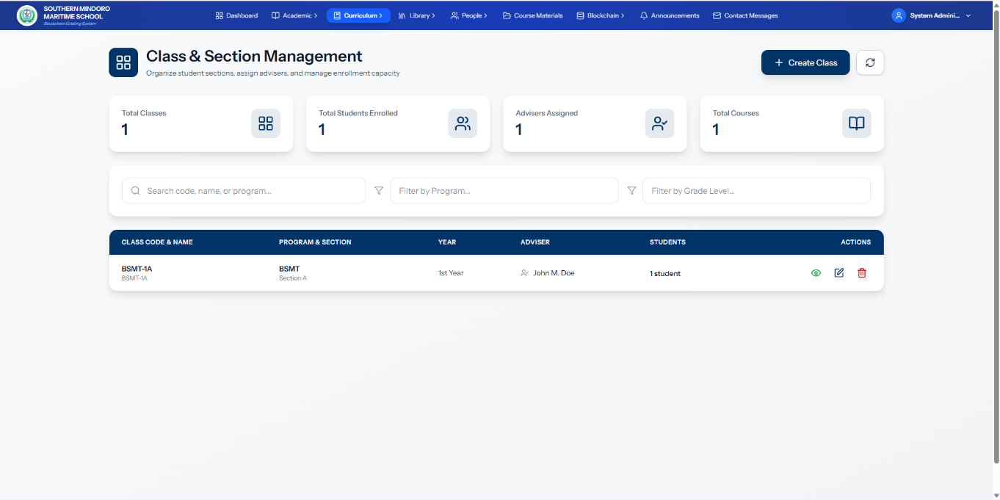 SOUTHERN MINDORO
MARITIME SCHOOL
Blockchain Grading System
Dashboard
Academic
Curriculum
Library
People
Course Materials
Blockchain
Announcements
Contact Messages
System Admini...
Class & Section Management
Organize student sections, assign advisers, and manage enrollment capacity
Create Class
Total Classes
1
Total Students Enrolled
1
Advisers Assigned
1
Total Courses
1
Search code, name, or program...
Filter by Program...
Filter by Grade Level...
CLASS CODE & NAME PROGRAM & SECTION YEAR ADVISER STUDENTS ACTIONS
BSMT-1A BSMT 1st Year John M. Doe 1 student
BSMT-1A Section A